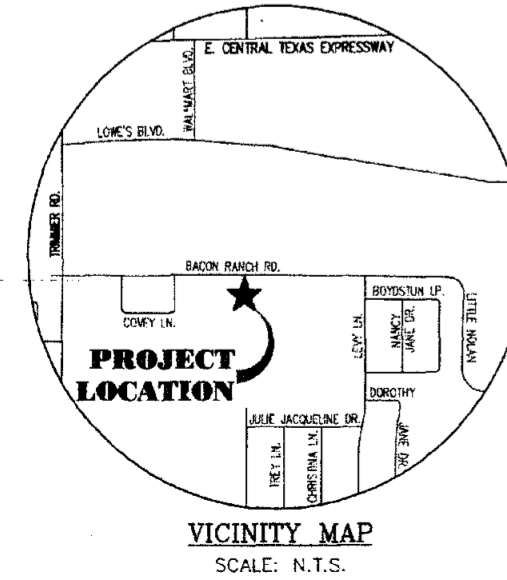 E. CENTRAL TEXAS EXPRESSWAY
WALMART BLVD.
LOWE'S BLVD.
TRIMMER RD.
BACON RANCH RD.
BOYDSTUN LP.
LITTLE NOLAN
COVEY LN.
LEVY LN.
NANCY
JANE DR.
PROJECT
LOCATION
DOROTHY
JANE DR.
JULIE JACQUELINE DR.
TREY LN.
CHRISTINA LN.
VICINITY MAP
SCALE: N.T.S.